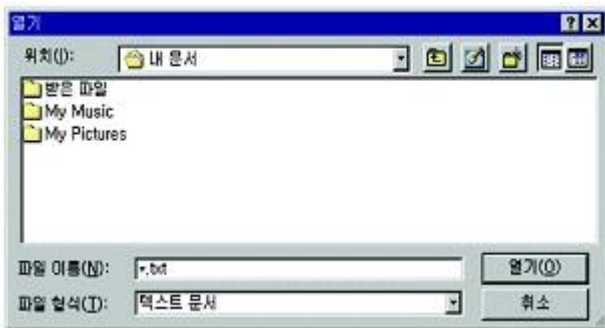 열기
위치(I): 내 문서
받은 파일
My Music
My Pictures
파일 이름(N): *.txt 열기(O)
파일 형식(T): 텍스트 문서 취소